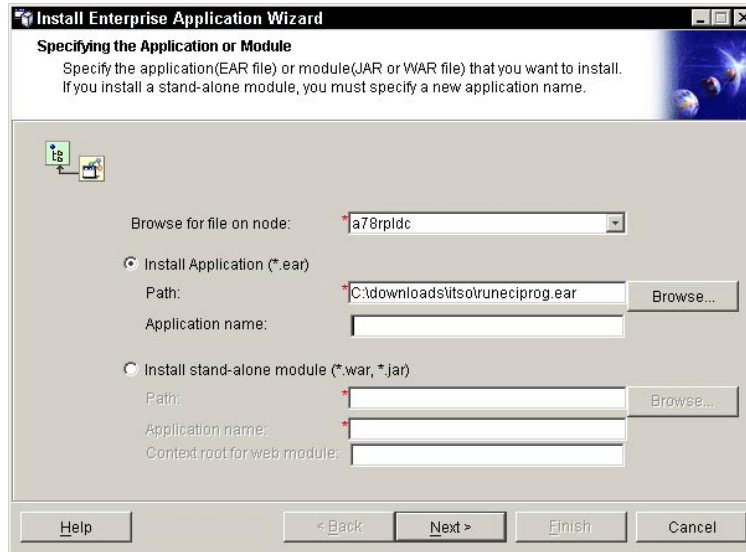 Install Enterprise Application Wizard
Specifying the Application or Module
Specify the application(EAR file) or module(JAR or WAR file) that you want to install.
If you install a stand-alone module, you must specify a new application name.
Browse for file on node: *a78rpldc
Install Application (*.ear)
Path: *C:\downloads\itso\runeciprog.ear Browse...
Application name:
Install stand-alone module (*.war, *.jar)
Path: * Browse...
Application name: *
Context root for web module:
Help < Back Next > Finish Cancel